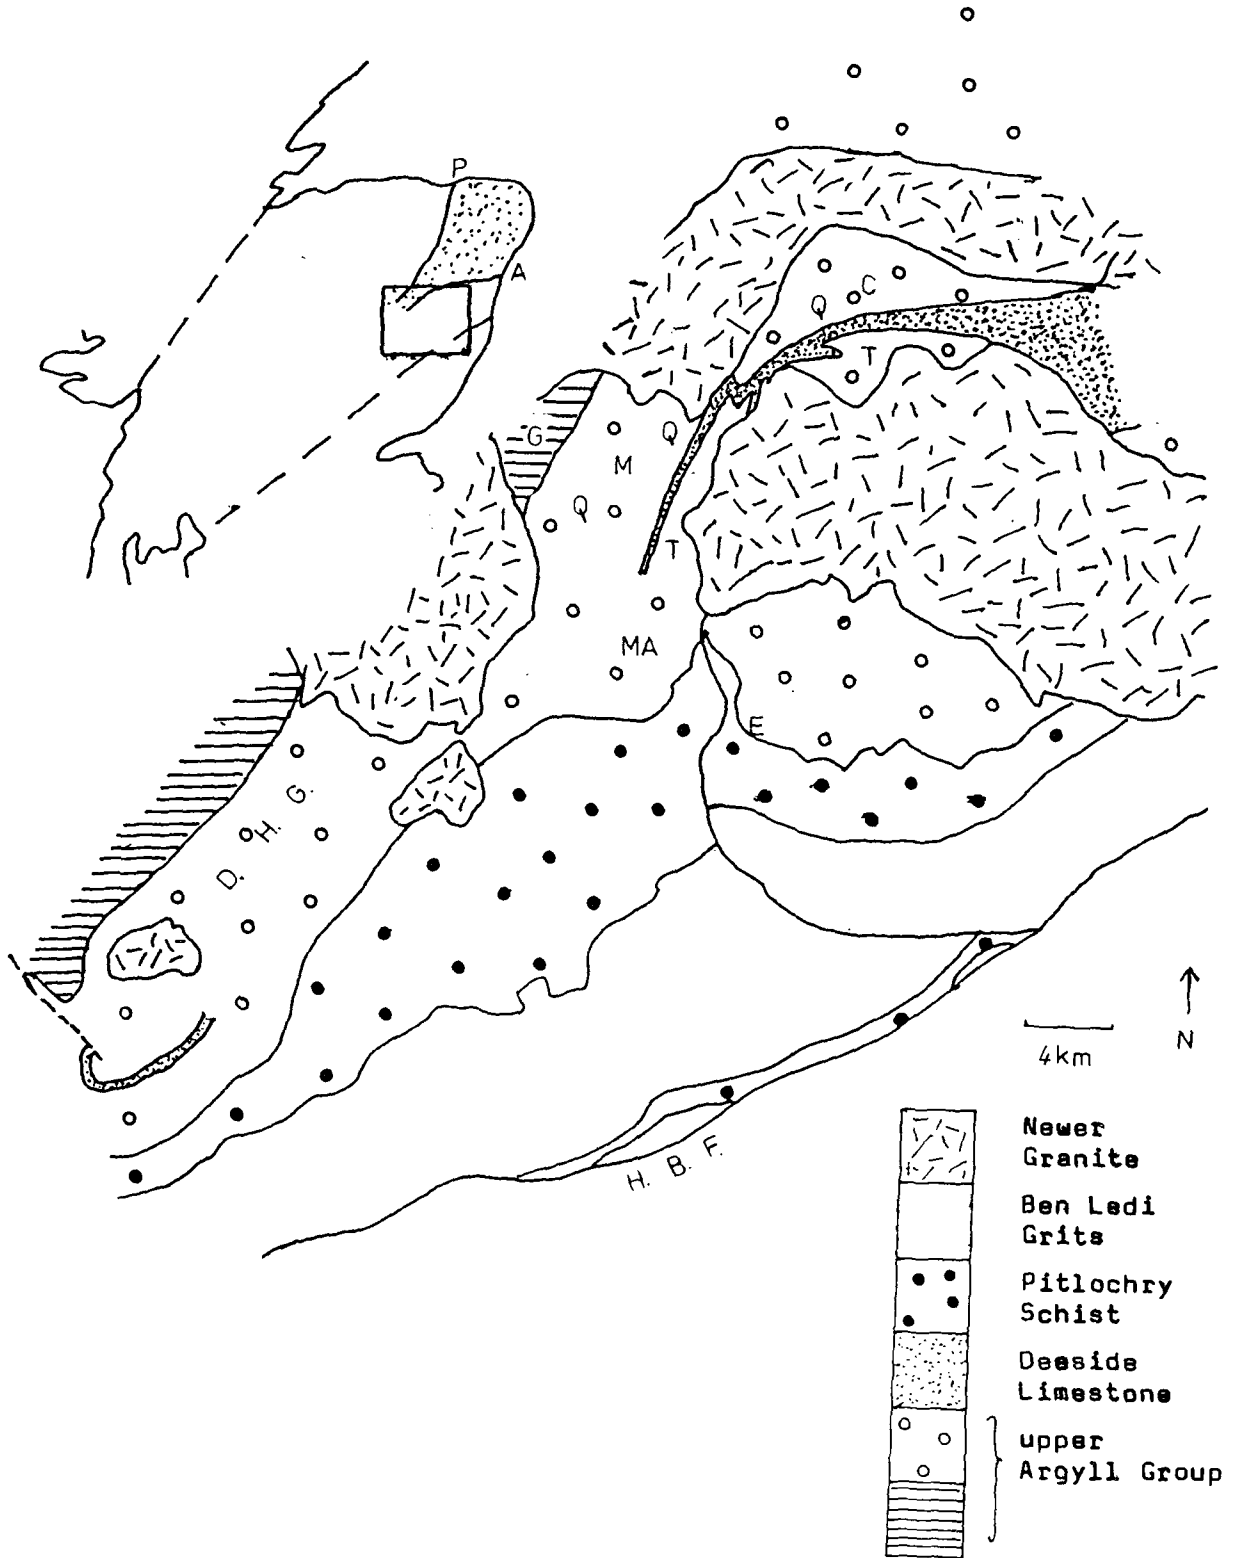 P
A
Q
C
T
G
Q
M
Q
T
MA
E
G.
H.
D.
N
4km
H. B. F.
Newer
Granite
Ben Ledi
Grits
Pitlochry
Schist
Deeside
Limestone
upper
Argyll Group